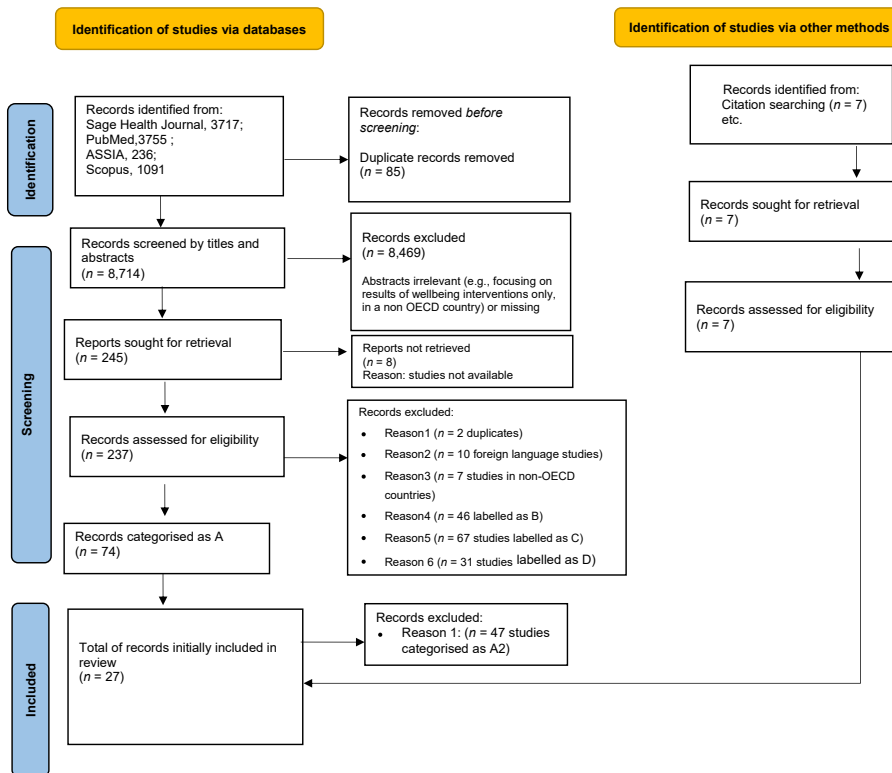 Identification of studies via databases
Identification of studies via other methods
Identification
Records identified from:
Sage Health Journal, 3717;
PubMed,3755 ;
ASSIA, 236;
Scopus, 1091
Records removed before
screening:
Duplicate records removed
(n = 85)
Records identified from:
Citation searching (n = 7)
etc.
Screening
Records screened by titles and
abstracts
(n = 8,714)
Records excluded
(n = 8,469)
Abstracts irrelevant (e.g., focusing on
results of wellbeing interventions only,
in a non OECD country) or missing
Records sought for retrieval
(n = 7)
Reports sought for retrieval
(n = 245)
Reports not retrieved
(n = 8)
Reason: studies not available
Records assessed for eligibility
(n = 7)
Records assessed for eligibility
(n = 237)
Records excluded:
• Reason1 (n = 2 duplicates)
• Reason2 (n = 10 foreign language studies)
• Reason3 (n = 7 studies in non-OECD
countries)
• Reason4 (n = 46 labelled as B)
• Reason5 (n = 67 studies labelled as C)
• Reason 6 (n = 31 studies labelled as D)
Records categorised as A
(n = 74)
Included
Total of records initially included in
review
(n = 27)
Records excluded:
• Reason 1: (n = 47 studies
categorised as A2)